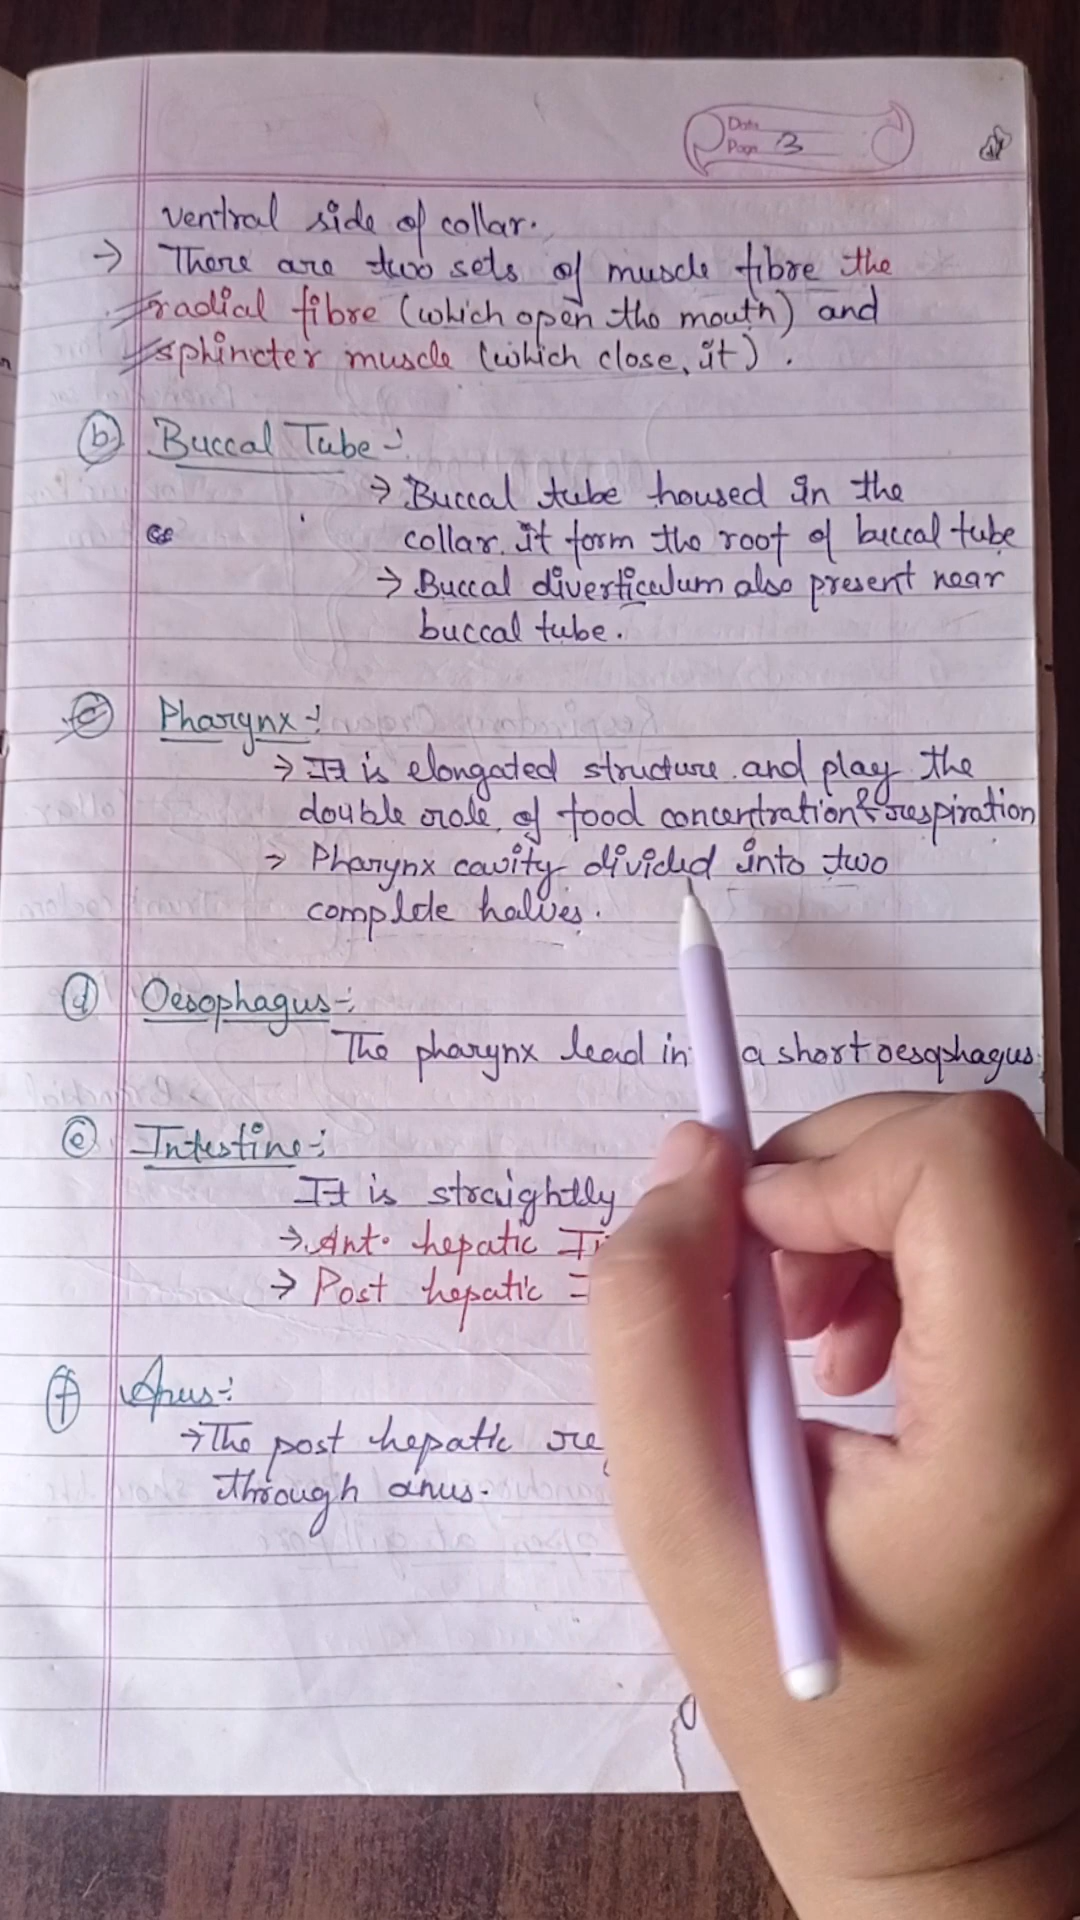 Date
Page 3
ventral side of collar.
→ There are two sets of muscle fibre the
radial fibre (which open the mouth) and
sphincter muscle (which close, it).
(b) Buccal Tube :-
→ Buccal tube housed in the
collar. it form the root of buccal tube
→ Buccal diverticulum also present near
buccal tube.
(c) Pharynx :-
→ It is elongated structure and play the
double role of food concentration & respiration
→ Pharynx cavity divided into two
complete halves.
(d) Oesophagus :-
The pharynx lead in a short oesophagus
(e) Intestine :-
It is straightly
→ Ant. hepatic
→ Post hepatic
(f) Anus :-
→ The post hepatic
through anus.